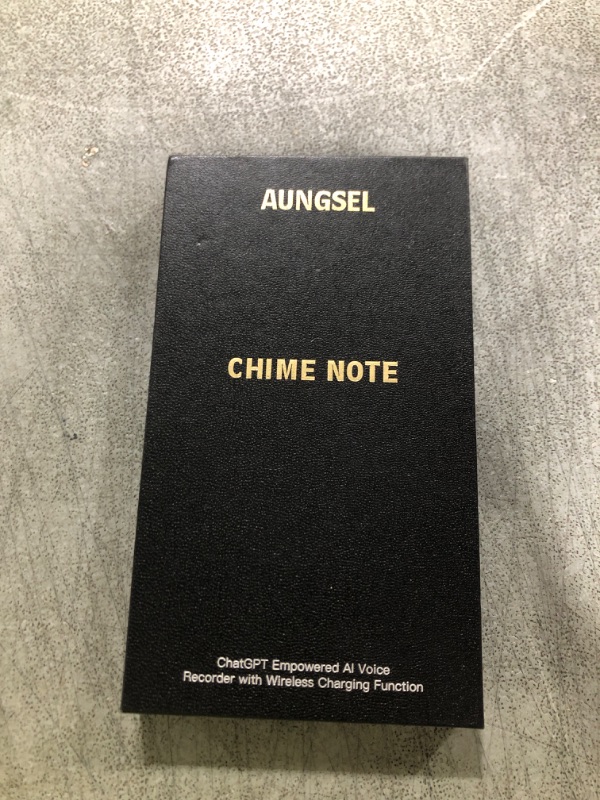 AUNGSEL
CHIME NOTE
ChatGPT Empowered AI Voice
Recorder with Wireless Charging Function